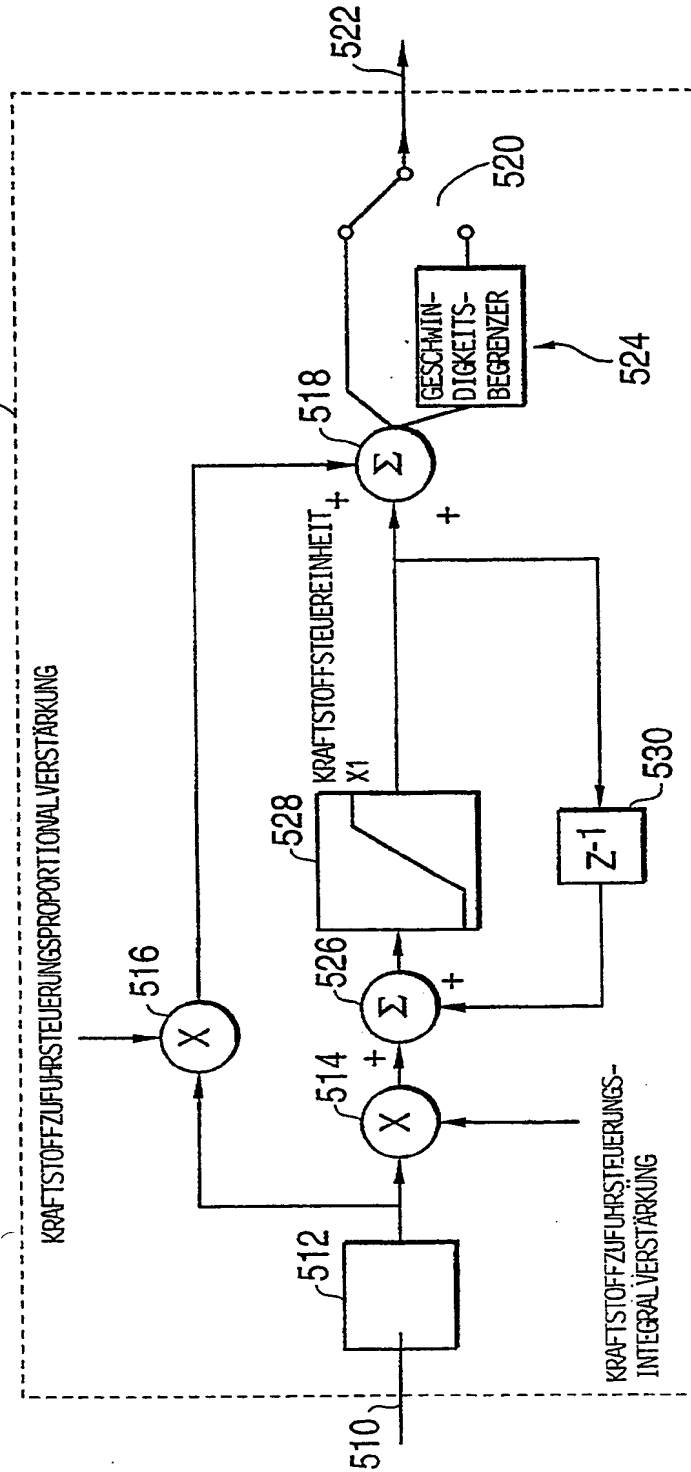 KRAFTSTOFFZUFUHRSTEUERUNGSPROPORTIONALVERSTÄRKUNG
516
X
510
512
514
X
+
526
Σ
+
528
KRAFTSTOFFSTEUEREINHEIT
X1
+
518
Σ
+
GESCHWIN-
DIGKEITS-
BEGRENZER
524
520
522
530
Z-1
KRAFTSTOFFZUFUHRSTEUERUNGS-
INTEGRALVERSTÄRKUNG